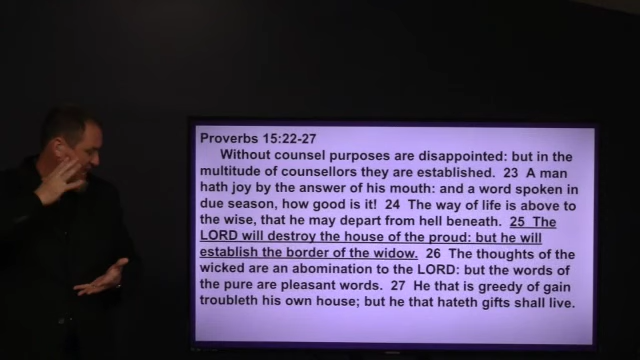 Proverbs 15:22-27
Without counsel purposes are disappointed: but in the
multitude of counsellors they are established. 23 A man
hath joy by the answer of his mouth: and a word spoken in
due season, how good is it! 24 The way of life is above to
the wise, that he may depart from hell beneath. 25 The
LORD will destroy the house of the proud: but he will
establish the border of the widow. 26 The thoughts of the
wicked are an abomination to the LORD: but the words of
the pure are pleasant words. 27 He that is greedy of gain
troubleth his own house; but he that hateth gifts shall live.